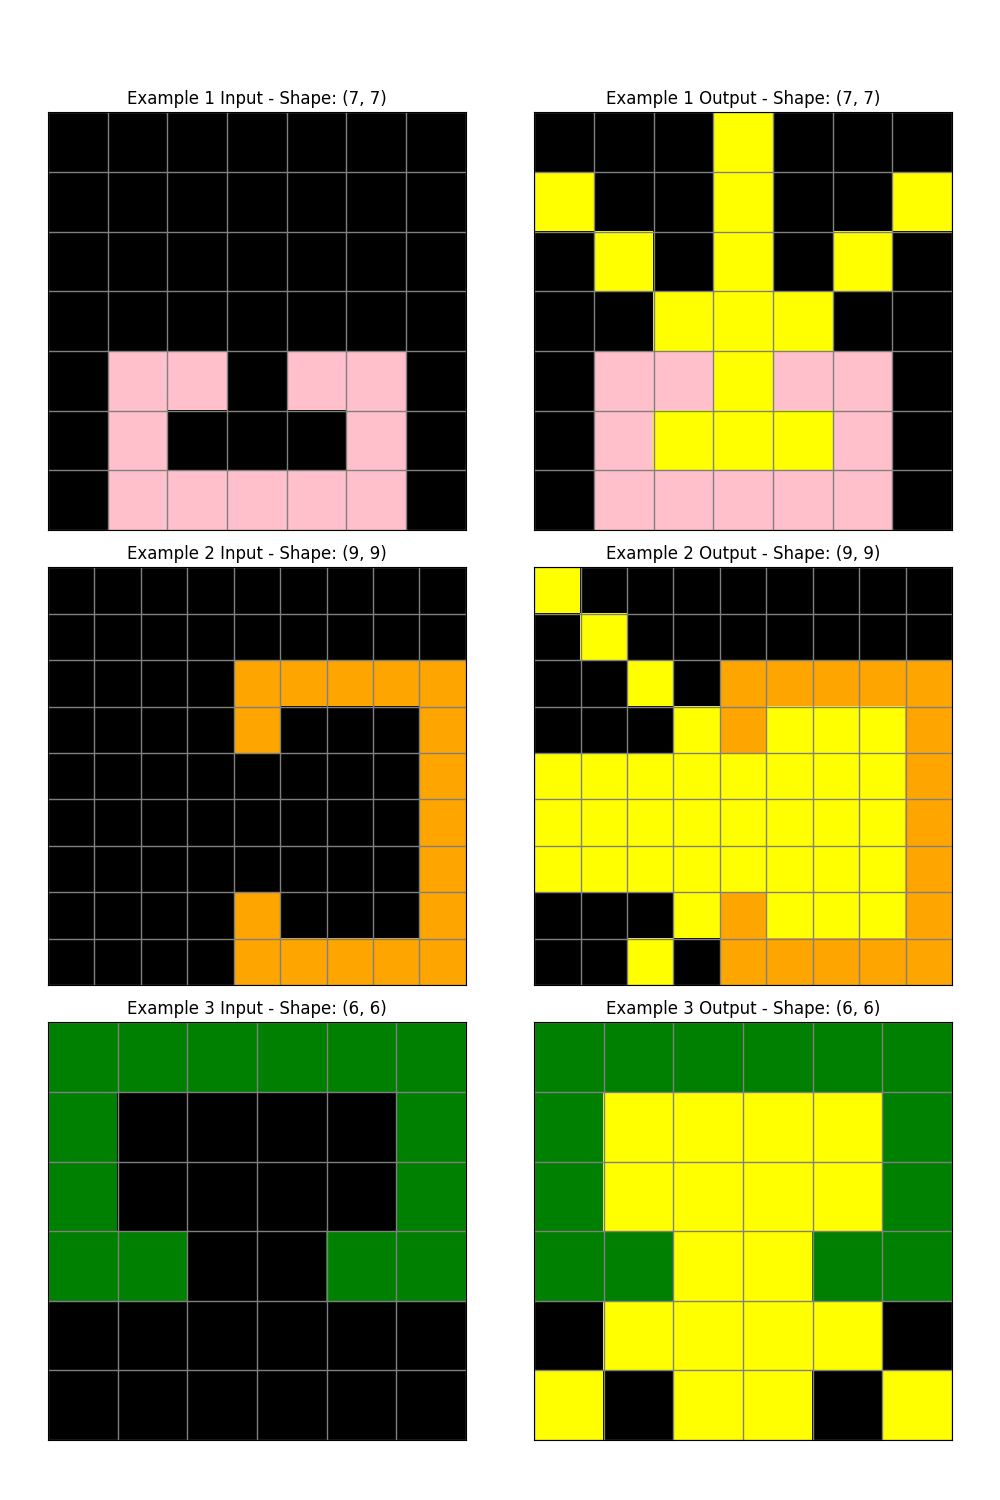 Example 1 Input - Shape: (7, 7)
Example 1 Output - Shape: (7, 7)
Example 2 Input - Shape: (9, 9)
Example 2 Output - Shape: (9, 9)
Example 3 Input - Shape: (6, 6)
Example 3 Output - Shape: (6, 6)